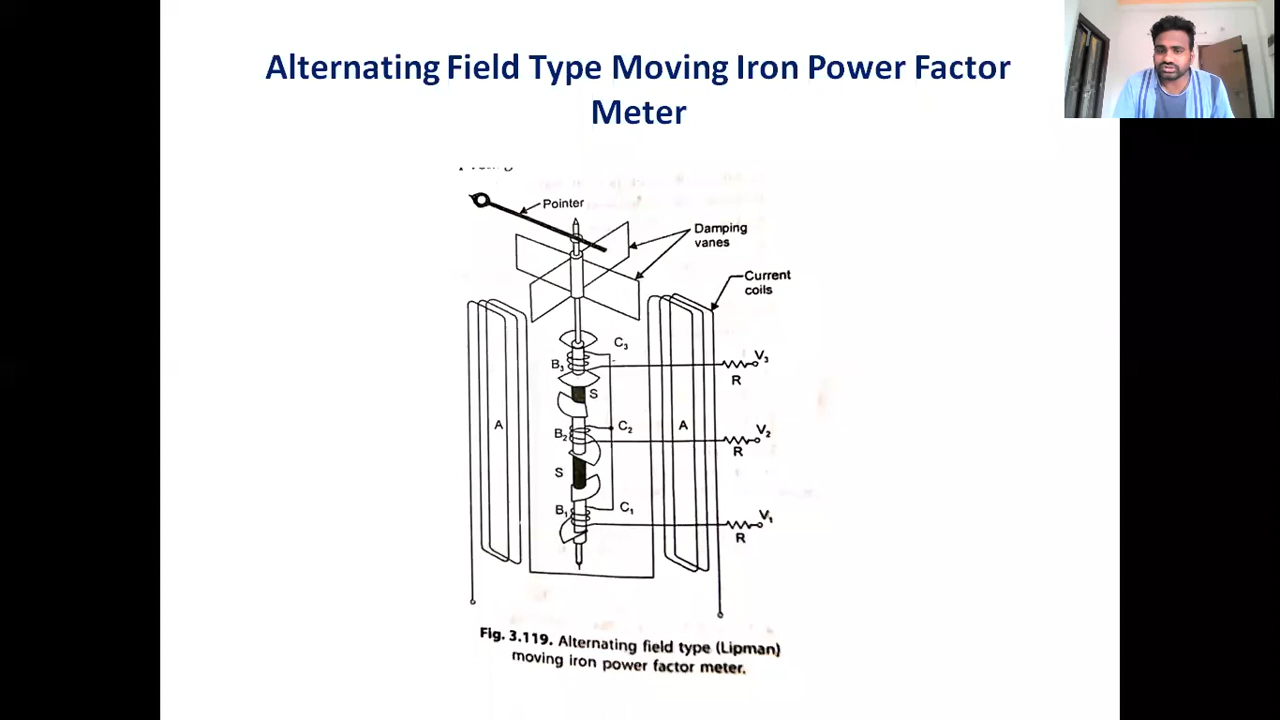 Alternating Field Type Moving Iron Power Factor
Meter
Pointer
Damping
vanes
Current
coils
C3
B3
V3
R
S
A
B2
C2
A
V2
R
S
B1
C1
V1
R
Fig. 3.119. Alternating field type (Lipman)
moving iron power factor meter.